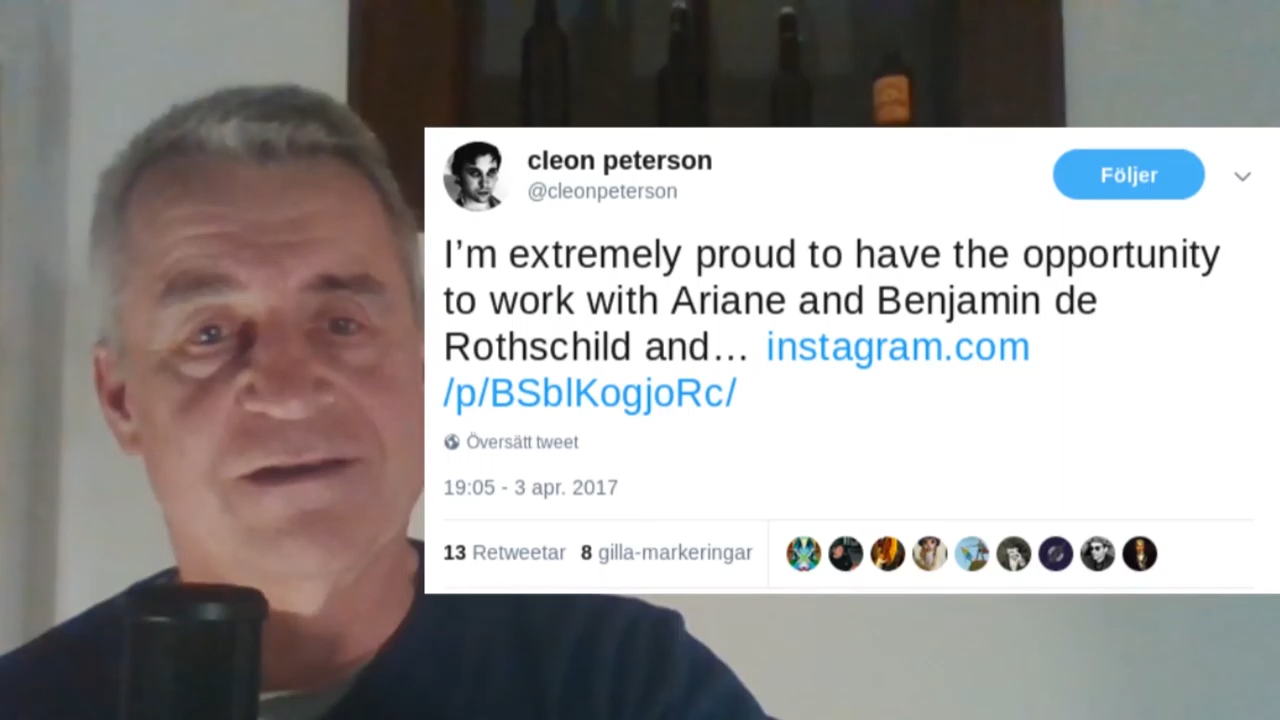 cleon peterson
@cleonpeterson
Följer
I'm extremely proud to have the opportunity
to work with Ariane and Benjamin de
Rothschild and… instagram.com
/p/BSblKogjoRc/
Översätt tweet
19:05 - 3 apr. 2017
13 Retweetar 8 gilla-markeringar